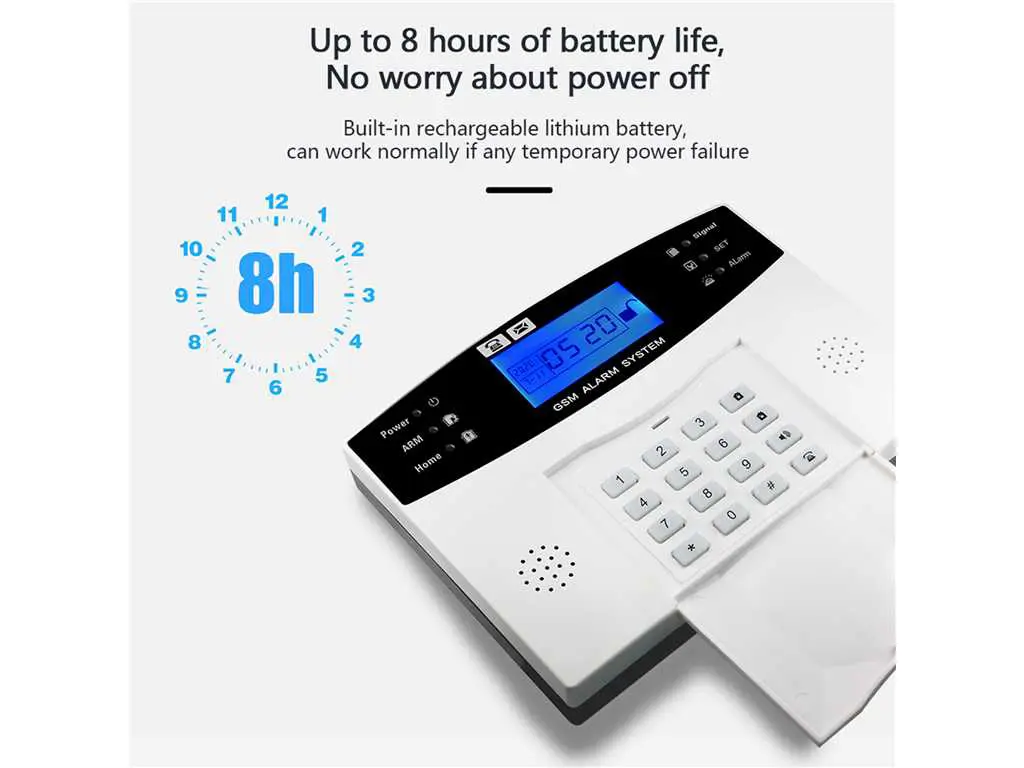 Up to 8 hours of battery life,
No worry about power off
Built-in rechargeable lithium battery,
can work normally if any temporary power failure
12
11
1
10
2
8h
9
3
8
4
7
5
6
Signal
SET
ALarm
05 20
GSM ALARM SYSTEM
Power
ARM
Home
1
2
3
4
5
6
7
8
9
*
0
#